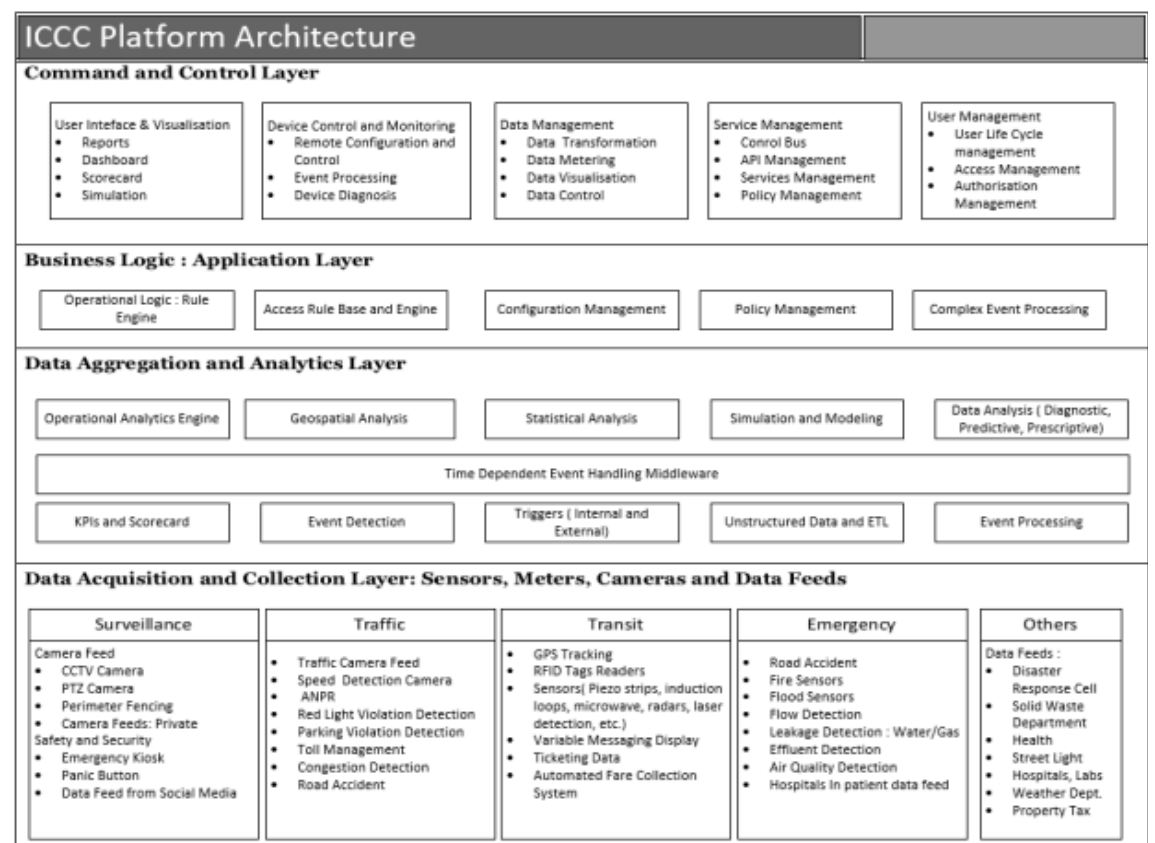 ICCC Platform Architecture
Command and Control Layer
User Inteface & Visualisation
• Reports
• Dashboard
• Scorecard
• Simulation
Device Control and Monitoring
• Remote Configuration and
Control
• Event Processing
• Device Diagnosis
Data Management
• Data Transformation
• Data Metering
• Data Visualisation
• Data Control
Service Management
• Conrol Bus
• API Management
• Services Management
• Policy Management
User Management
• User Life Cycle
management
• Access Management
• Authorisation
Management
Business Logic : Application Layer
Operational Logic : Rule
Engine
Access Rule Base and Engine
Configuration Management
Policy Management
Complex Event Processing
Data Aggregation and Analytics Layer
Operational Analytics Engine
Geospatial Analysis
Statistical Analysis
Simulation and Modeling
Data Analysis ( Diagnostic,
Predictive, Prescriptive)
Time Dependent Event Handling Middleware
KPIs and Scorecard
Event Detection
Triggers ( Internal and
External)
Unstructured Data and ETL
Event Processing
Data Acquisition and Collection Layer: Sensors, Meters, Cameras and Data Feeds
Surveillance
Camera Feed
• CCTV Camera
• PTZ Camera
• Perimeter Fencing
• Camera Feeds: Private
Safety and Security
• Emergency Kiosk
• Panic Button
• Data Feed from Social Media
Traffic
• Traffic Camera Feed
• Speed Detection Camera
• ANPR
• Red Light Violation Detection
• Parking Violation Detection
• Toll Management
• Congestion Detection
• Road Accident
Transit
• GPS Tracking
• RFID Tags Readers
• Sensors( Piezo strips, induction
loops, microwave, radars, laser
detection, etc.)
• Variable Messaging Display
• Ticketing Data
• Automated Fare Collection
System
Emergency
• Road Accident
• Fire Sensors
• Flood Sensors
• Flow Detection
• Leakage Detection : Water/Gas
• Effluent Detection
• Air Quality Detection
• Hospitals In patient data feed
Others
Data Feeds :
• Disaster
Response Cell
• Solid Waste
Department
• Health
• Street Light
• Hospitals, Labs
• Weather Dept.
• Property Tax